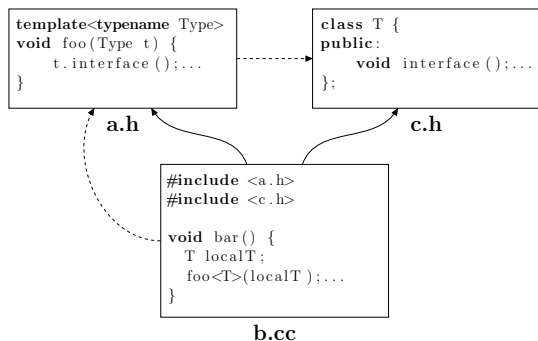 template<typename Type>
void foo(Type t) {
t.interface();...
}
a.h
class T {
public:
void interface();...
};
c.h
#include <a.h>
#include <c.h>
void bar() {
T localT;
foo<T>(localT);...
}
b.cc